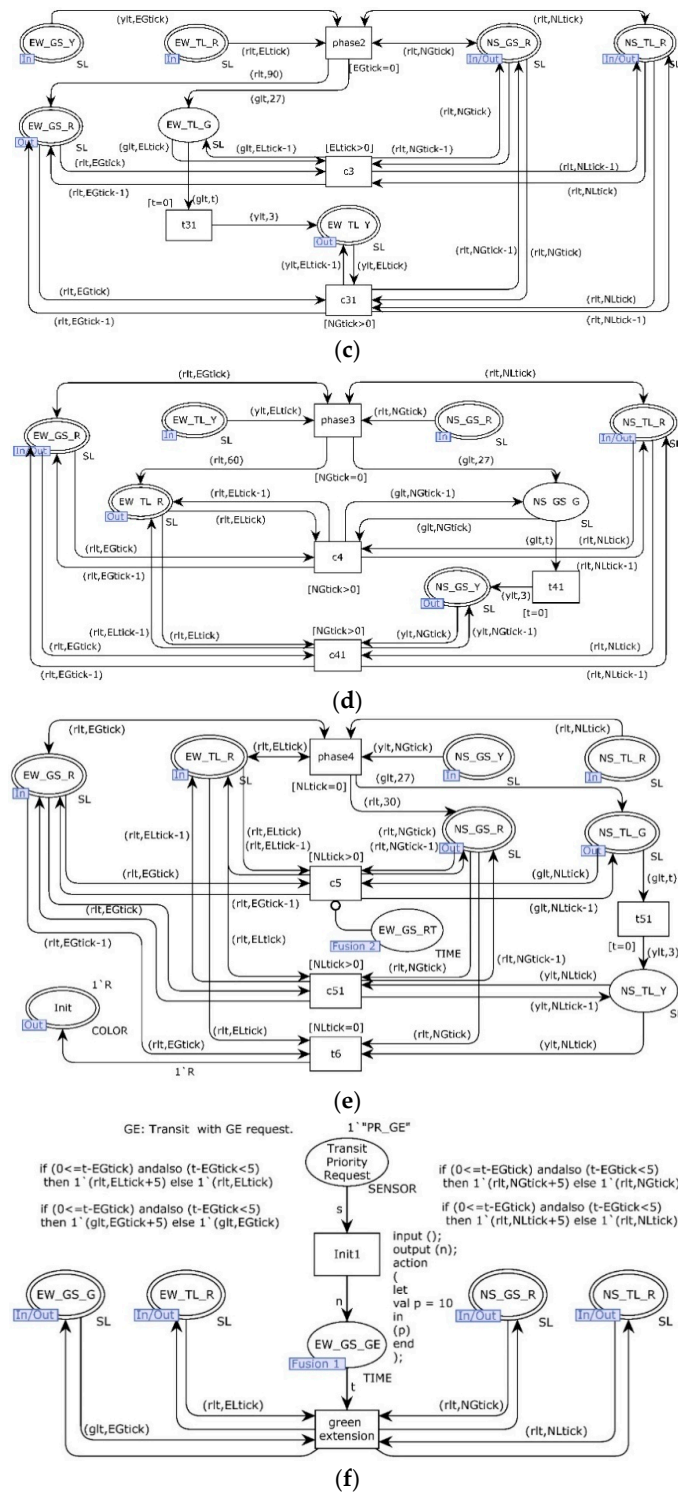 (ylt,EGtick)
(rlt,NLtick)
EW_GS_Y
In
SL
EW_TL_R
In
SL
(rlt,ELtick)
phase2
[EGtick=0]
(rlt,NGtick)
NS_GS_R
In/Out
SL
NS_TL_R
In/Out
SL
(rlt,90)
(glt,27)
EW_GS_R
Out
SL
EW_TL_G
SL
(rlt,NGtick)
(glt,ELtick)
(glt,ELtick-1)
[ELtick>0]
c3
(rlt,NGtick-1)
(rlt,EGtick)
(rlt,NLtick-1)
(rlt,EGtick-1)
(rlt,NLtick)
[t=0]
(glt,t)
t31
(ylt,3)
EW_TL_Y
Out
SL
(ylt,ELtick-1)
(ylt,ELtick)
(rlt,NGtick-1)
(rlt,NGtick)
(rlt,EGtick)
c31
(rlt,NLtick)
(rlt,EGtick-1)
[NGtick>0]
(rlt,NLtick-1)
(c)
(rlt,EGtick)
(rlt,NLtick)
EW_GS_R
In/Out
SL
EW_TL_Y
In
SL
(ylt,ELtick)
phase3
(rlt,NGtick)
NS_GS_R
In
SL
NS_TL_R
In/Out
SL
(rlt,60)
[NGtick=0]
(glt,27)
EW_TL_R
Out
SL
(rlt,ELtick-1)
(rlt,ELtick)
(glt,NGtick-1)
(glt,NGtick)
NS_GS_G
SL
(glt,t)
(rlt,EGtick)
c4
(rlt,NLtick)
(rlt,EGtick-1)
[NGtick>0]
(rlt,NLtick-1)
NS_GS_Y
Out
SL
(ylt,3)
t41
[t=0]
(rlt,ELtick-1)
(rlt,ELtick)
[NGtick>0]
(ylt,NGtick)
(ylt,NGtick-1)
(rlt,EGtick)
c41
(rlt,NLtick)
(rlt,EGtick-1)
(rlt,NLtick-1)
(d)
(rlt,EGtick)
(rlt,NLtick)
EW_GS_R
In
SL
EW_TL_R
In
SL
(rlt,ELtick)
phase4
[NLtick=0]
(ylt,NGtick)
NS_GS_Y
In
SL
NS_TL_R
In
SL
(glt,27)
(rlt,30)
(rlt,ELtick-1)
(rlt,ELtick)
(rlt,ELtick-1)
(rlt,NGtick)
(rlt,NGtick-1)
NS_GS_R
Out
SL
NS_TL_G
Out
SL
[NLtick>0]
c5
(rlt,EGtick)
(glt,NLtick)
(glt,t)
(rlt,EGtick)
(rlt,EGtick-1)
(glt,NLtick-1)
EW_GS_RT
Fusion 2
TIME
t51
[t=0]
(ylt,3)
(rlt,EGtick-1)
(rlt,ELtick)
[NLtick>0]
(rlt,NGtick)
(rlt,NGtick-1)
c51
(ylt,NLtick)
(ylt,NLtick-1)
NS_TL_Y
SL
1`R
Init
Out
COLOR
(rlt,ELtick)
[NLtick=0]
(rlt,NGtick)
(rlt,EGtick)
t6
(ylt,NLtick)
1`R
(e)
GE: Transit with GE request.
1`"PR_GE"
Transit
Priority
Request
SENSOR
if (0<=t-EGtick) andalso (t-EGtick<5)
then 1`(rlt,ELtick+5) else 1`(rlt,ELtick)
if (0<=t-EGtick) andalso (t-EGtick<5)
then 1`(glt,EGtick+5) else 1`(glt,EGtick)
if (0<=t-EGtick) andalso (t-EGtick<5)
then 1`(rlt,NGtick+5) else 1`(rlt,NGtick)
if (0<=t-EGtick) andalso (t-EGtick<5)
then 1`(rlt,NLtick+5) else 1`(rlt,NLtick)
s
Init1
input ();
output (n);
action
(
let
val p = 10
in
(p)
end
);
n
EW_GS_GE
Fusion 1
TIME
t
EW_GS_G
In/Out
SL
EW_TL_R
In/Out
SL
NS_GS_R
In/Out
SL
NS_TL_R
In/Out
SL
(rlt,ELtick)
(rlt,NGtick)
(glt,EGtick)
green
extension
(rlt,NLtick)
(f)